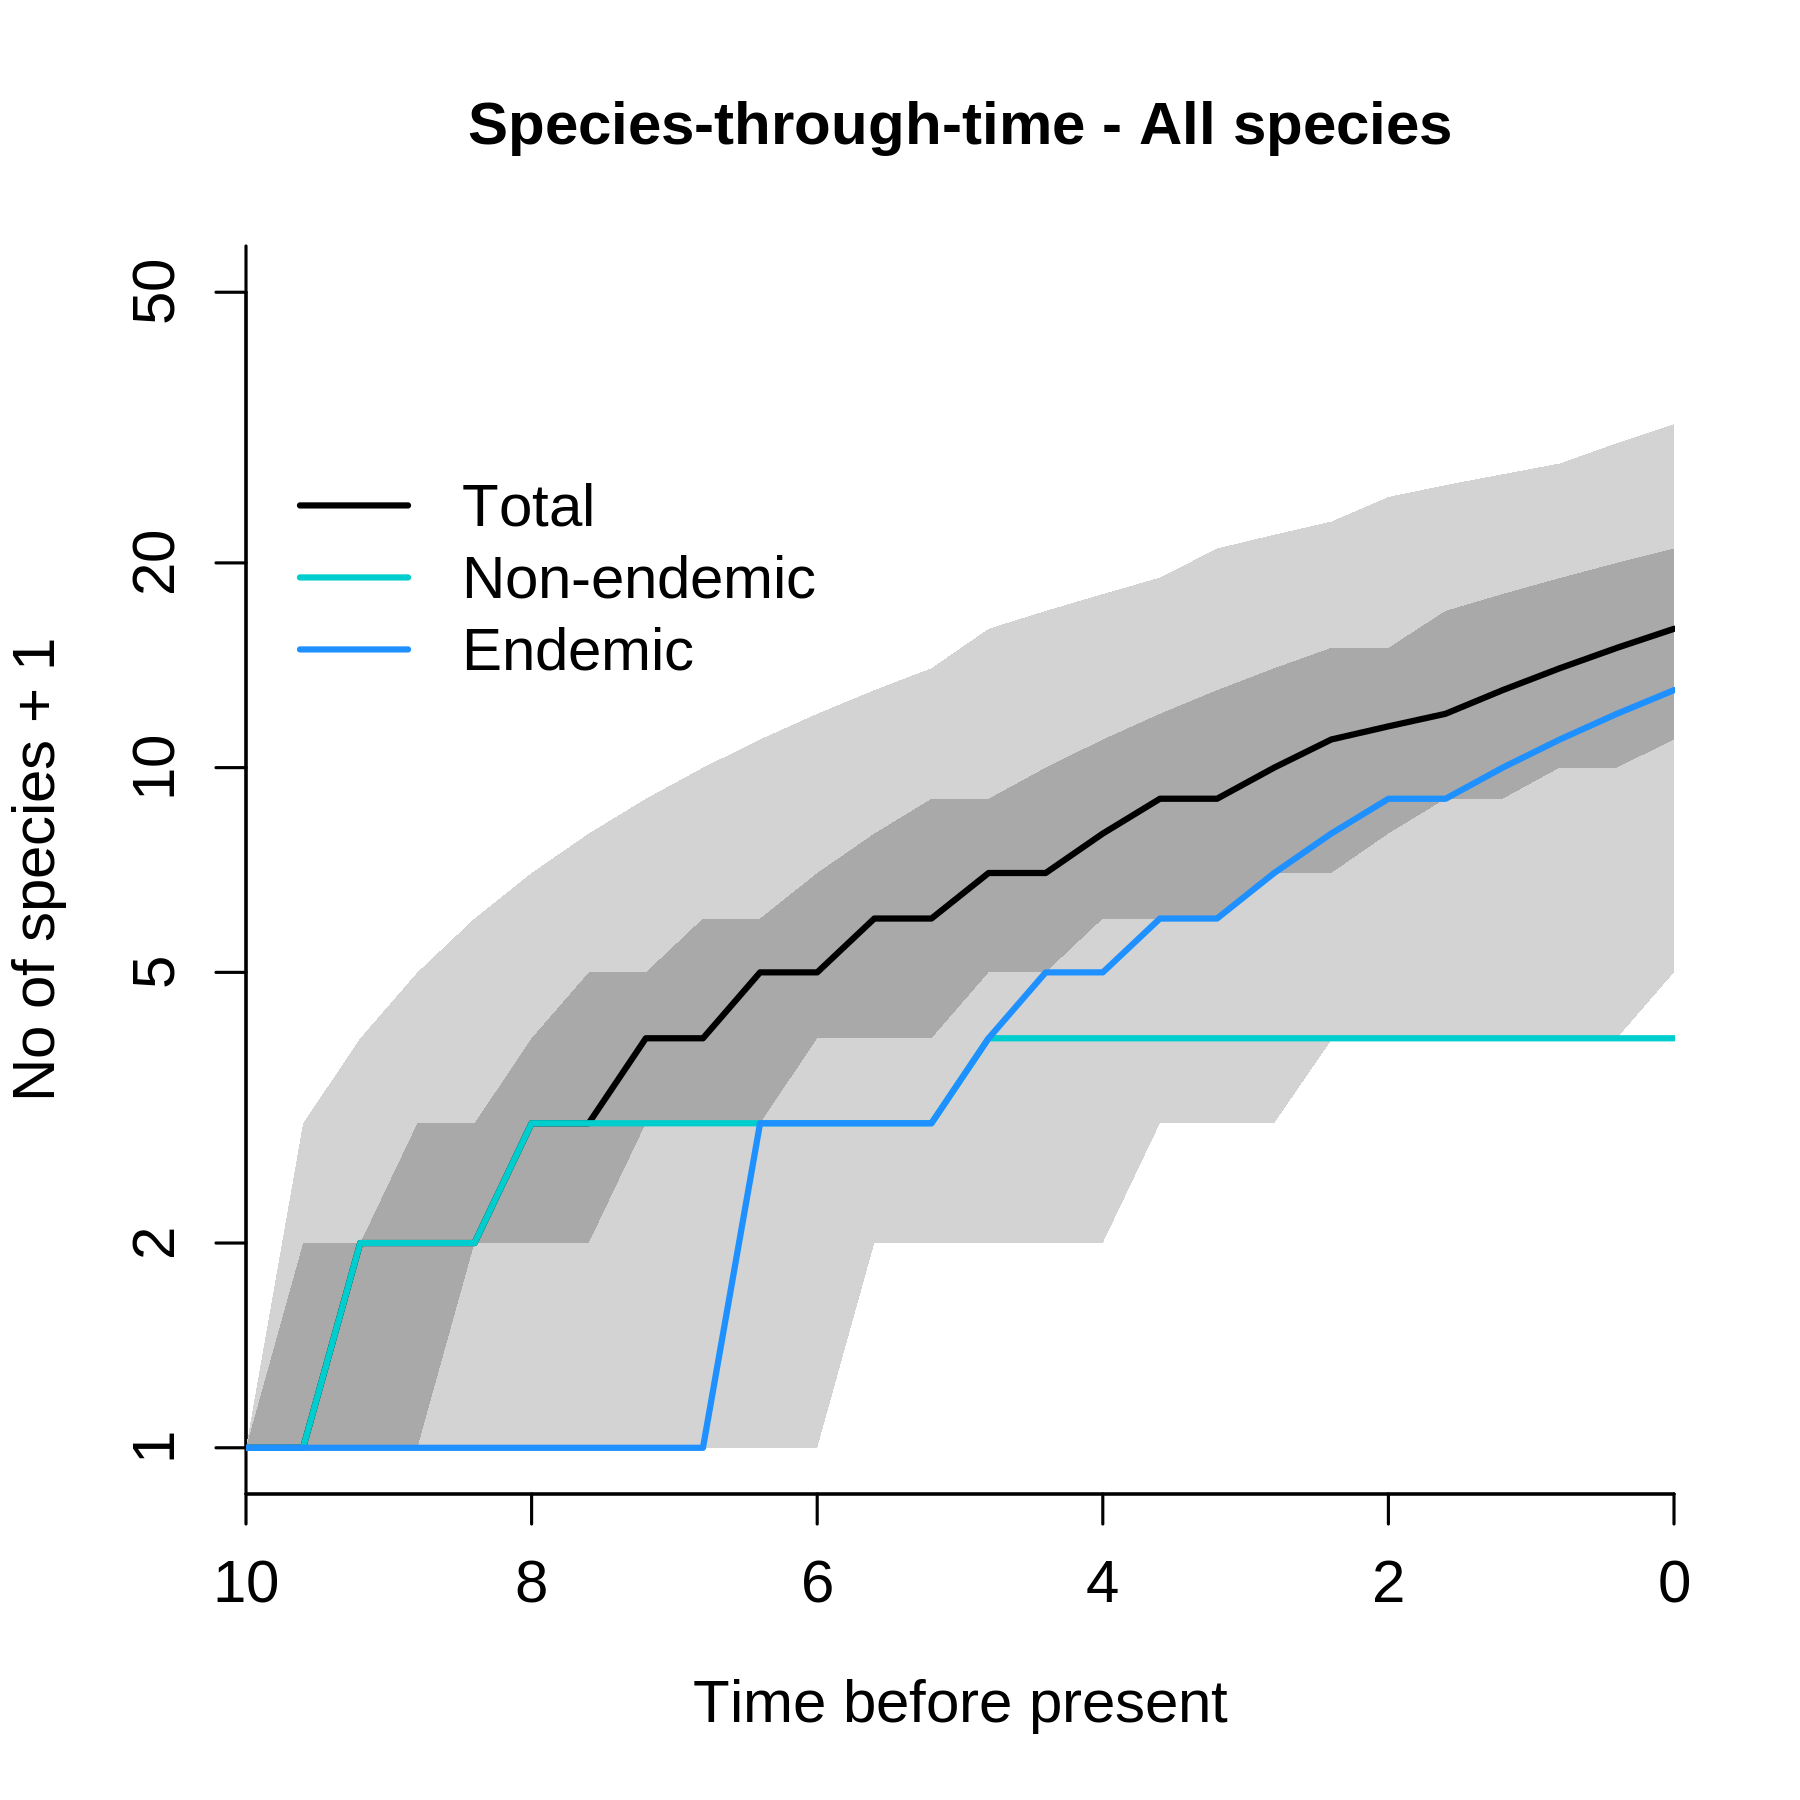 Species-through-time - All species
50
20
10
5
2
1
No of species + 1
Total
Non-endemic
Endemic
10 8 6 4 2 0
Time before present